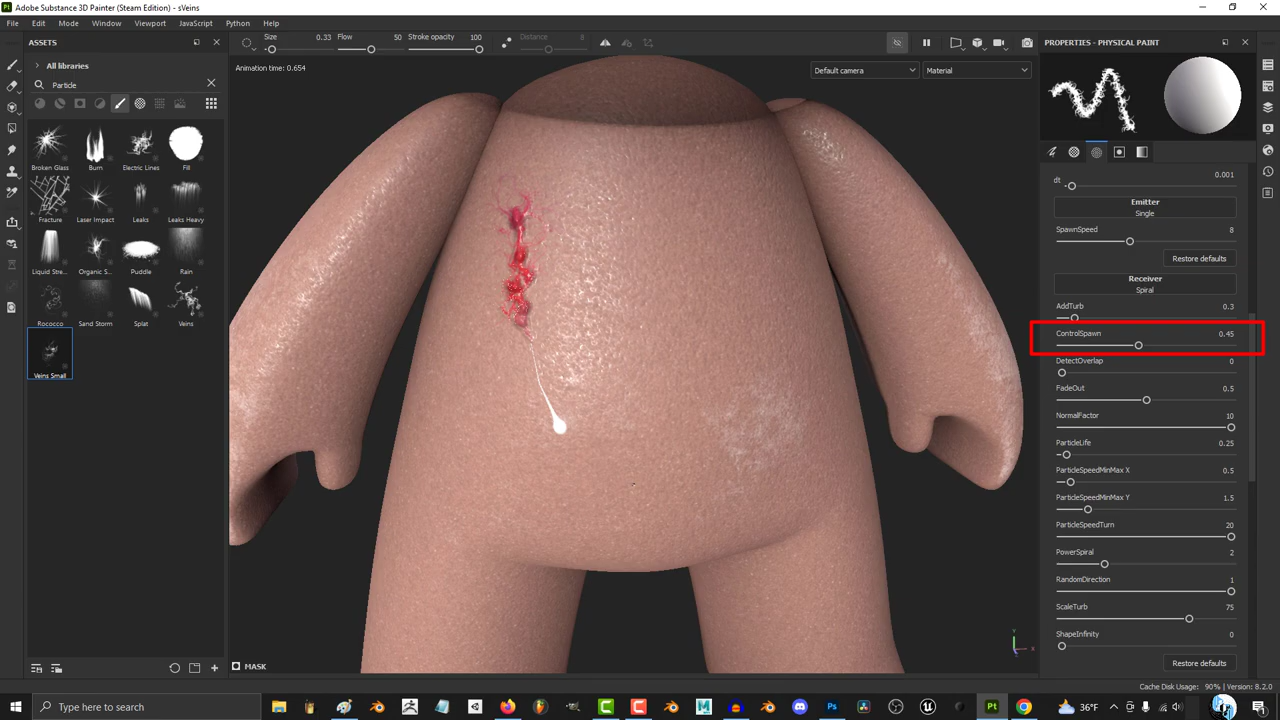 Adobe Substance 3D Painter (Steam Edition) - sVeins
File Edit Mode Window Viewport JavaScript Python Help
ASSETS
Size 0.33 Flow 50 Stroke opacity 100 Distance 8
PROPERTIES - PHYSICAL PAINT
All libraries
Particle
Animation time: 0.654
Default camera
Material
Broken Glass Burn Electric Lines Fill
Fracture Laser Impact Leaks Leaks Heavy
Liquid Stre... Organic S... Puddle Rain
Rococco Sand Storm Splat Veins
Veins Small
dt 0.001
Emitter
Single
SpawnSpeed 8
Restore defaults
Receiver
Spiral
AddTurb 0.3
ControlSpawn 0.45
DetectOverlap 0
FadeOut 0.5
NormalFactor 10
ParticleLife 0.25
ParticleSpeedMinMax X 0.5
ParticleSpeedMinMax Y 1.5
ParticleSpeedTurn 20
PowerSpiral 2
RandomDirection 1
ScaleTurb 75
ShapeInfinity 0
Restore defaults
MASK
Y
X
Cache Disk Usage: 90% | Version: 8.2.0
Type here to search
36°F